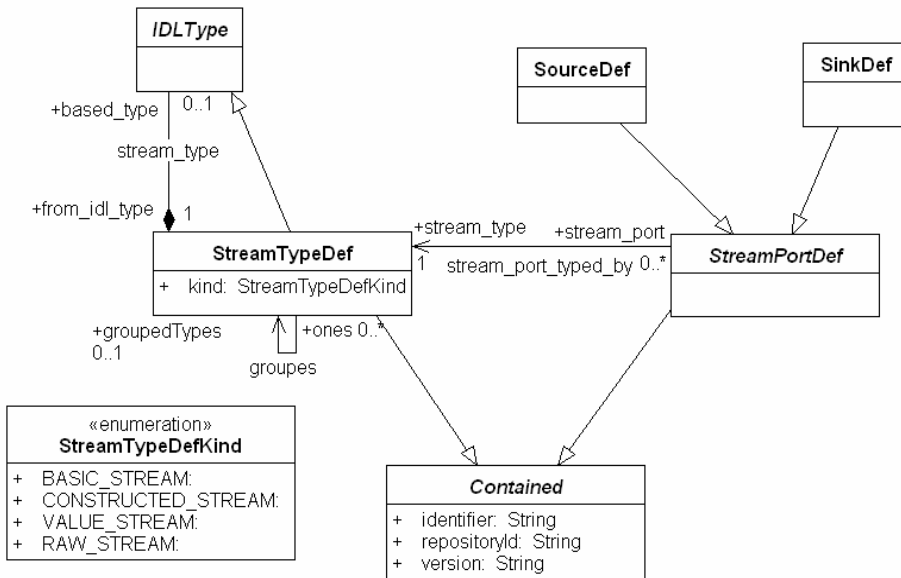 IDLType
SourceDef
SinkDef
+based_type
0..1
stream_type
+from_idl_type
1
StreamTypeDef
+ kind: StreamTypeDefKind
+stream_type
+stream_port
1
stream_port_typed_by
0..*
StreamPortDef
+groupedTypes
0..1
+ones 0..*
groupes
«enumeration»
StreamTypeDefKind
+ BASIC_STREAM:
+ CONSTRUCTED_STREAM:
+ VALUE_STREAM:
+ RAW_STREAM:
Contained
+ identifier: String
+ repositoryId: String
+ version: String